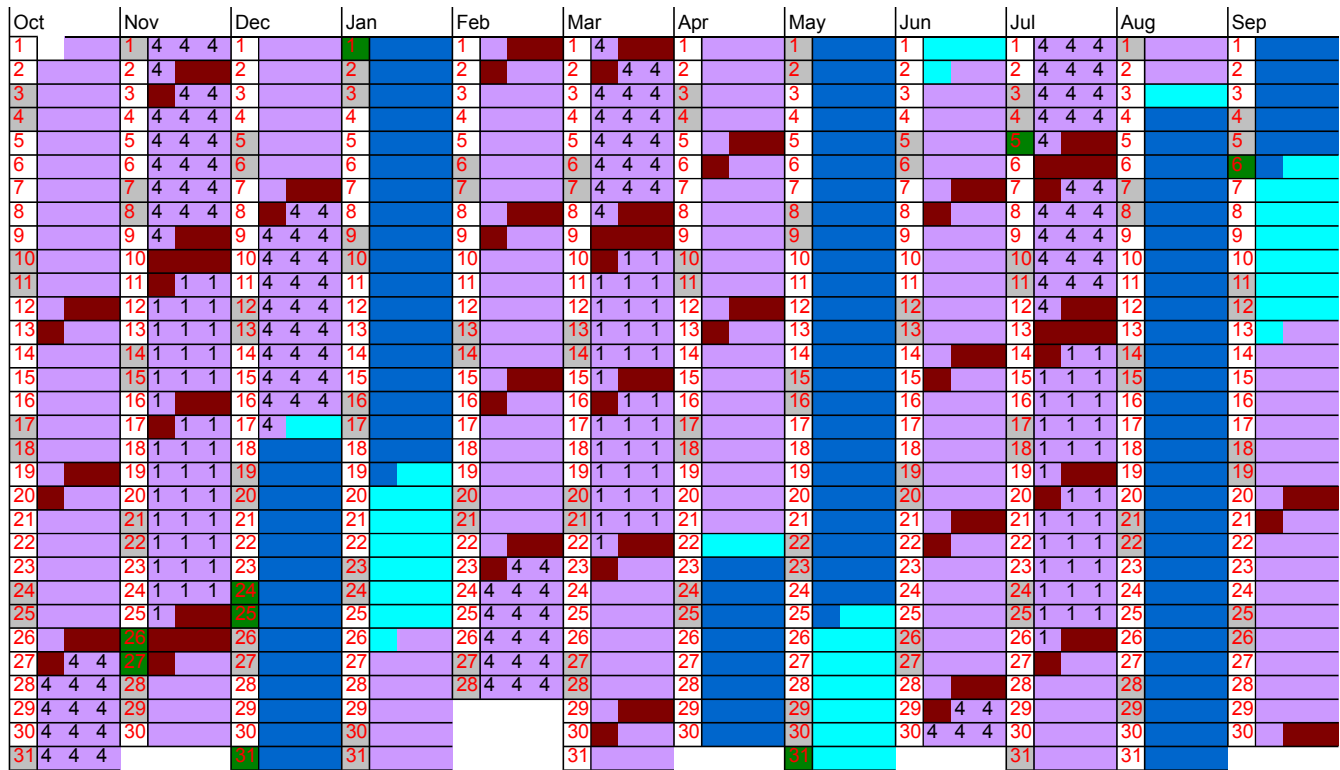 Oct Nov Dec Jan Feb Mar Apr May Jun Jul Aug Sep
1 1 4 4 4 1 1 1 1 4 1 1 1 1 4 4 4 1 1
2 2 4 2 2 2 2 4 4 2 2 2 2 4 4 4 2 2
3 3 4 4 3 3 3 3 4 4 4 3 3 3 3 4 4 4 3 3
4 4 4 4 4 4 4 4 4 4 4 4 4 4 4 4 4 4 4 4 4 4
5 5 4 4 4 5 5 5 5 4 4 4 5 5 5 5 4 5 5
6 6 4 4 4 6 6 6 6 4 4 4 6 6 6 6 6 6
7 7 4 4 4 7 7 7 7 4 4 4 7 7 7 7 4 4 7 7
8 8 4 4 4 8 4 4 8 8 8 4 8 8 8 8 4 4 4 8 8
9 9 4 9 4 4 4 9 9 9 9 9 9 9 4 4 4 9 9
10 10 10 4 4 4 10 10 10 1 1 10 10 10 10 4 4 4 10 10
11 11 1 1 11 4 4 4 11 11 11 1 1 1 11 11 11 11 4 4 4 11 11
12 12 1 1 1 12 4 4 4 12 12 12 1 1 1 12 12 12 12 4 12 12
13 13 1 1 1 13 4 4 4 13 13 13 1 1 1 13 13 13 13 13 13
14 14 1 1 1 14 4 4 4 14 14 14 1 1 1 14 14 14 14 1 1 14 14
15 15 1 1 1 15 4 4 4 15 15 15 1 15 15 15 15 1 1 1 15 15
16 16 1 16 4 4 4 16 16 16 1 1 16 16 16 16 1 1 1 16 16
17 17 1 1 17 4 17 17 17 1 1 1 17 17 17 17 1 1 1 17 17
18 18 1 1 1 18 18 18 18 1 1 1 18 18 18 18 1 1 1 18 18
19 19 1 1 1 19 19 19 19 1 1 1 19 19 19 19 1 19 19
20 20 1 1 1 20 20 20 20 1 1 1 20 20 20 20 1 1 20 20
21 21 1 1 1 21 21 21 21 1 1 1 21 21 21 21 1 1 1 21 21
22 22 1 1 1 22 22 22 22 1 22 22 22 22 1 1 1 22 22
23 23 1 1 1 23 23 23 4 4 23 23 23 23 23 1 1 1 23 23
24 24 1 1 1 24 24 24 4 4 4 24 24 24 24 24 1 1 1 24 24
25 25 1 25 25 25 4 4 4 25 25 25 25 25 1 1 1 25 25
26 26 26 26 26 4 4 4 26 26 26 26 26 1 26 26
27 4 4 27 27 27 27 4 4 4 27 27 27 27 27 27 27
28 4 4 4 28 28 28 28 4 4 4 28 28 28 28 28 28 28
29 4 4 4 29 29 29 29 29 29 29 4 4 29 29 29
30 4 4 4 30 30 30 30 30 30 30 4 4 4 30 30 30
31 4 4 4 31 31 31 31 31 31